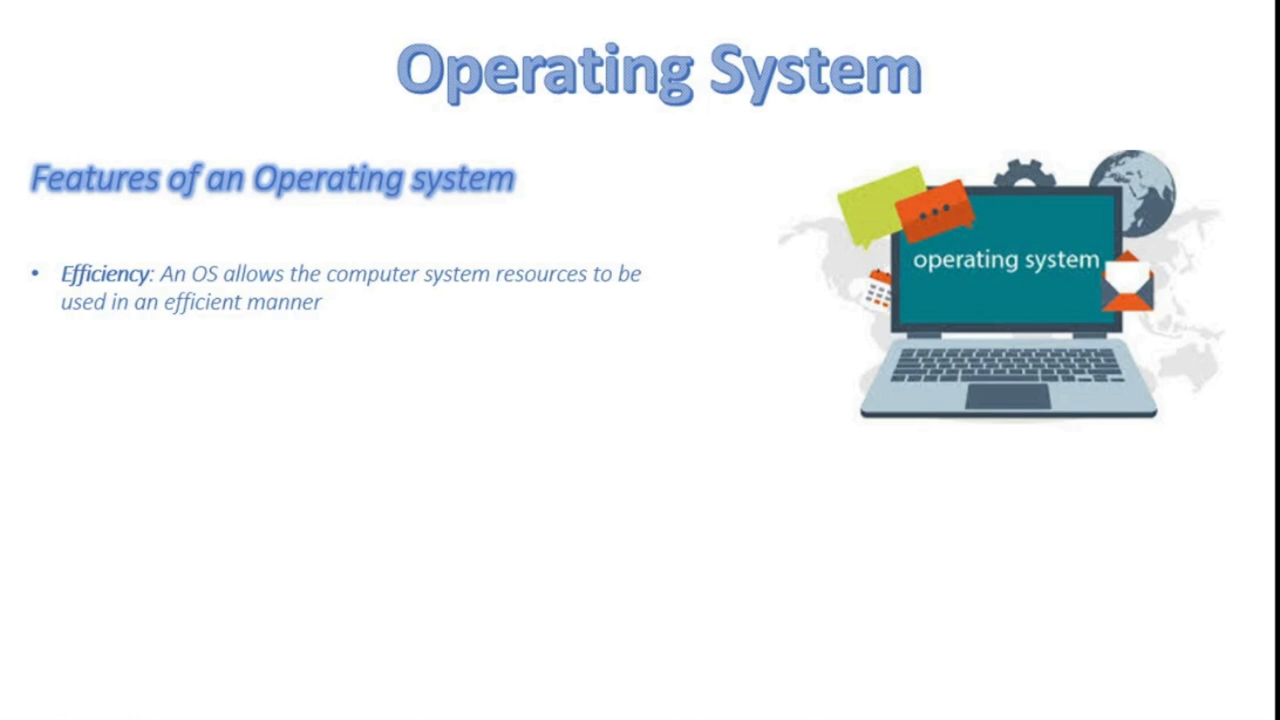 Operating System
Features of an Operating system
• Efficiency: An OS allows the computer system resources to be
used in an efficient manner
operating system